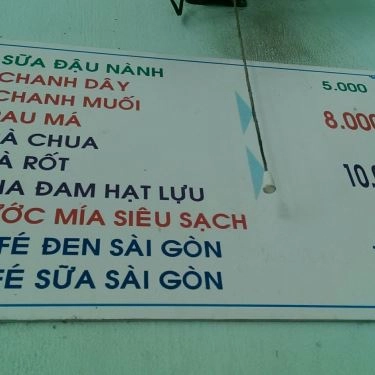 SỮA ĐẬU NÀNH 5.000
CHANH DÂY
CHANH MUỐI 8.000
RAU MÁ
À CHUA
À RỐT 10.
HA ĐAM HẠT LỰU
ƯỚC MÍA SIÊU SẠCH
FÉ ĐEN SÀI GÒN
FÉ SỮA SÀI GÒN